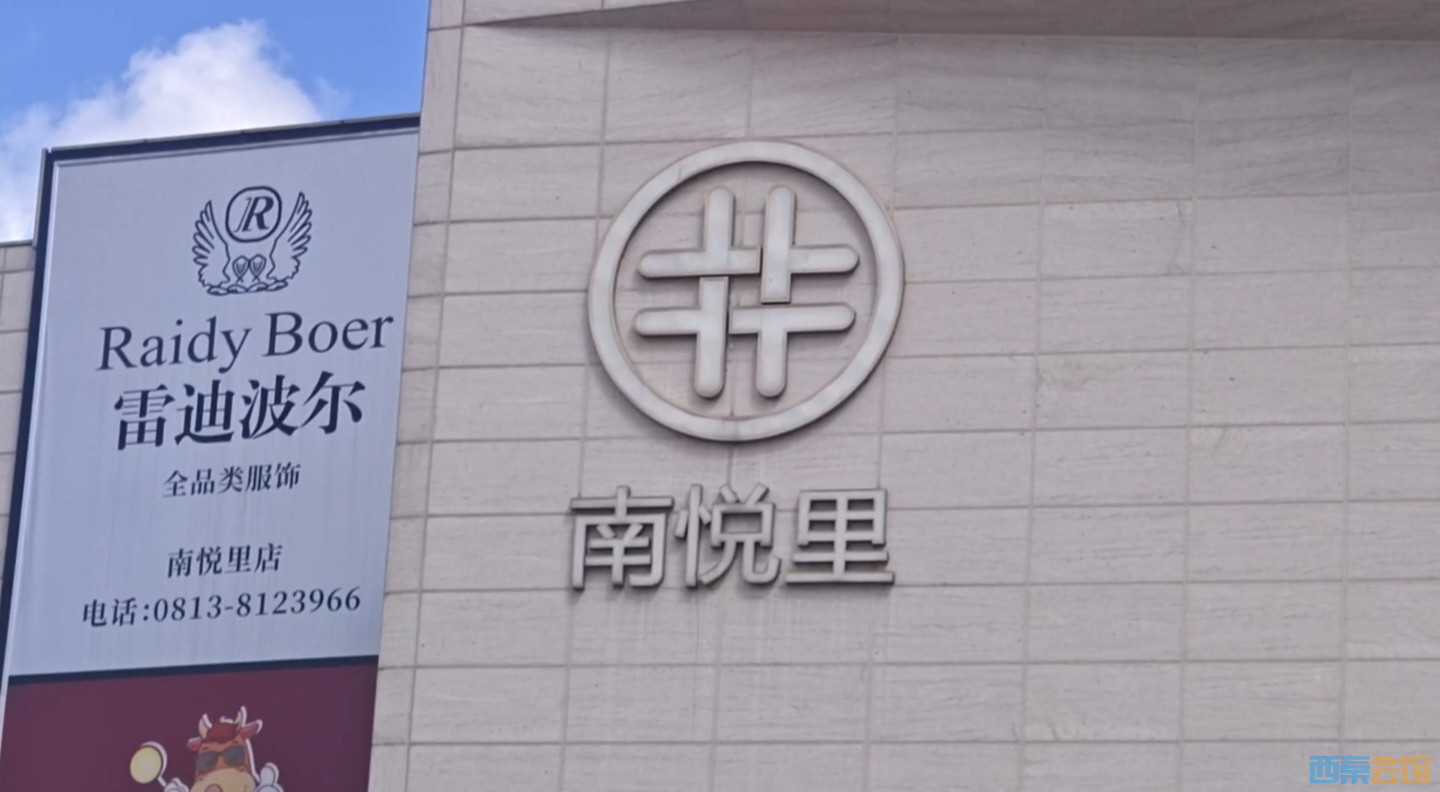 R
Raidy Boer
雷迪波尔
全品类服饰
南悦里店
电话:0813-8123966
南悦里
西秦会馆